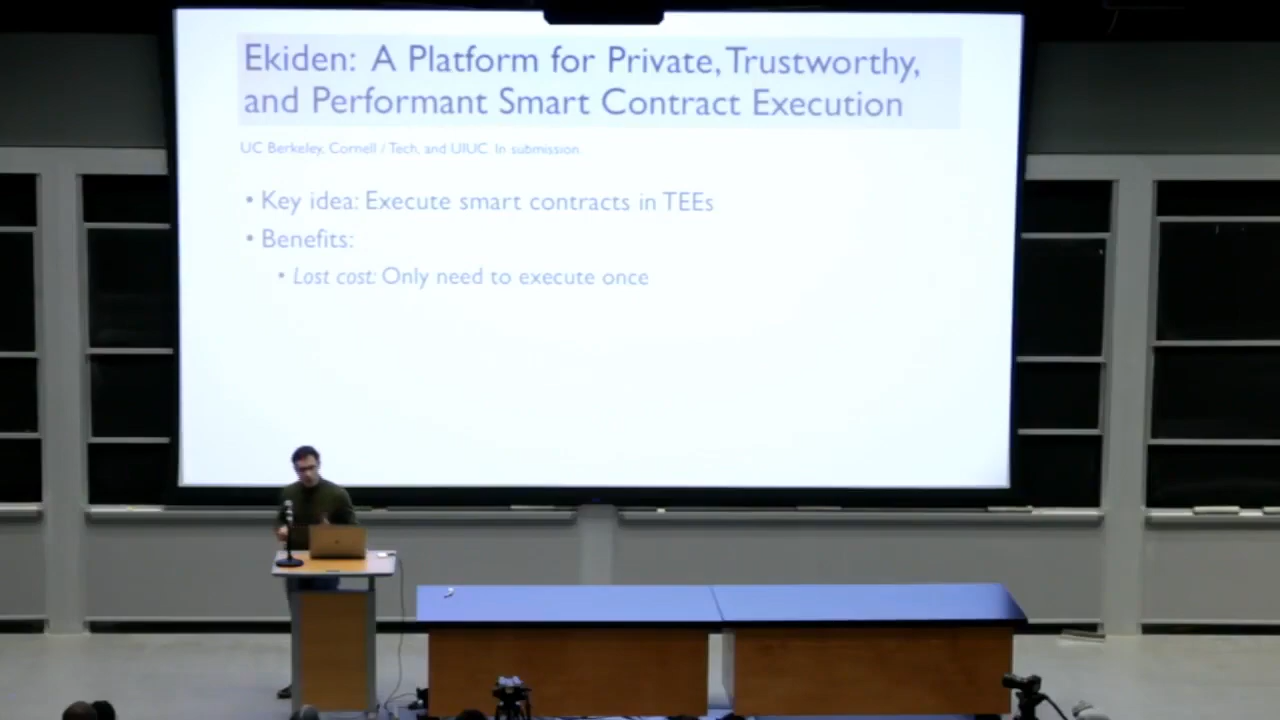 Ekiden: A Platform for Private, Trustworthy,
and Performant Smart Contract Execution
UC Berkeley, Cornell / Tech, and UIUC. In submission.
• Key idea: Execute smart contracts in TEEs
• Benefits:
• Lost cost: Only need to execute once